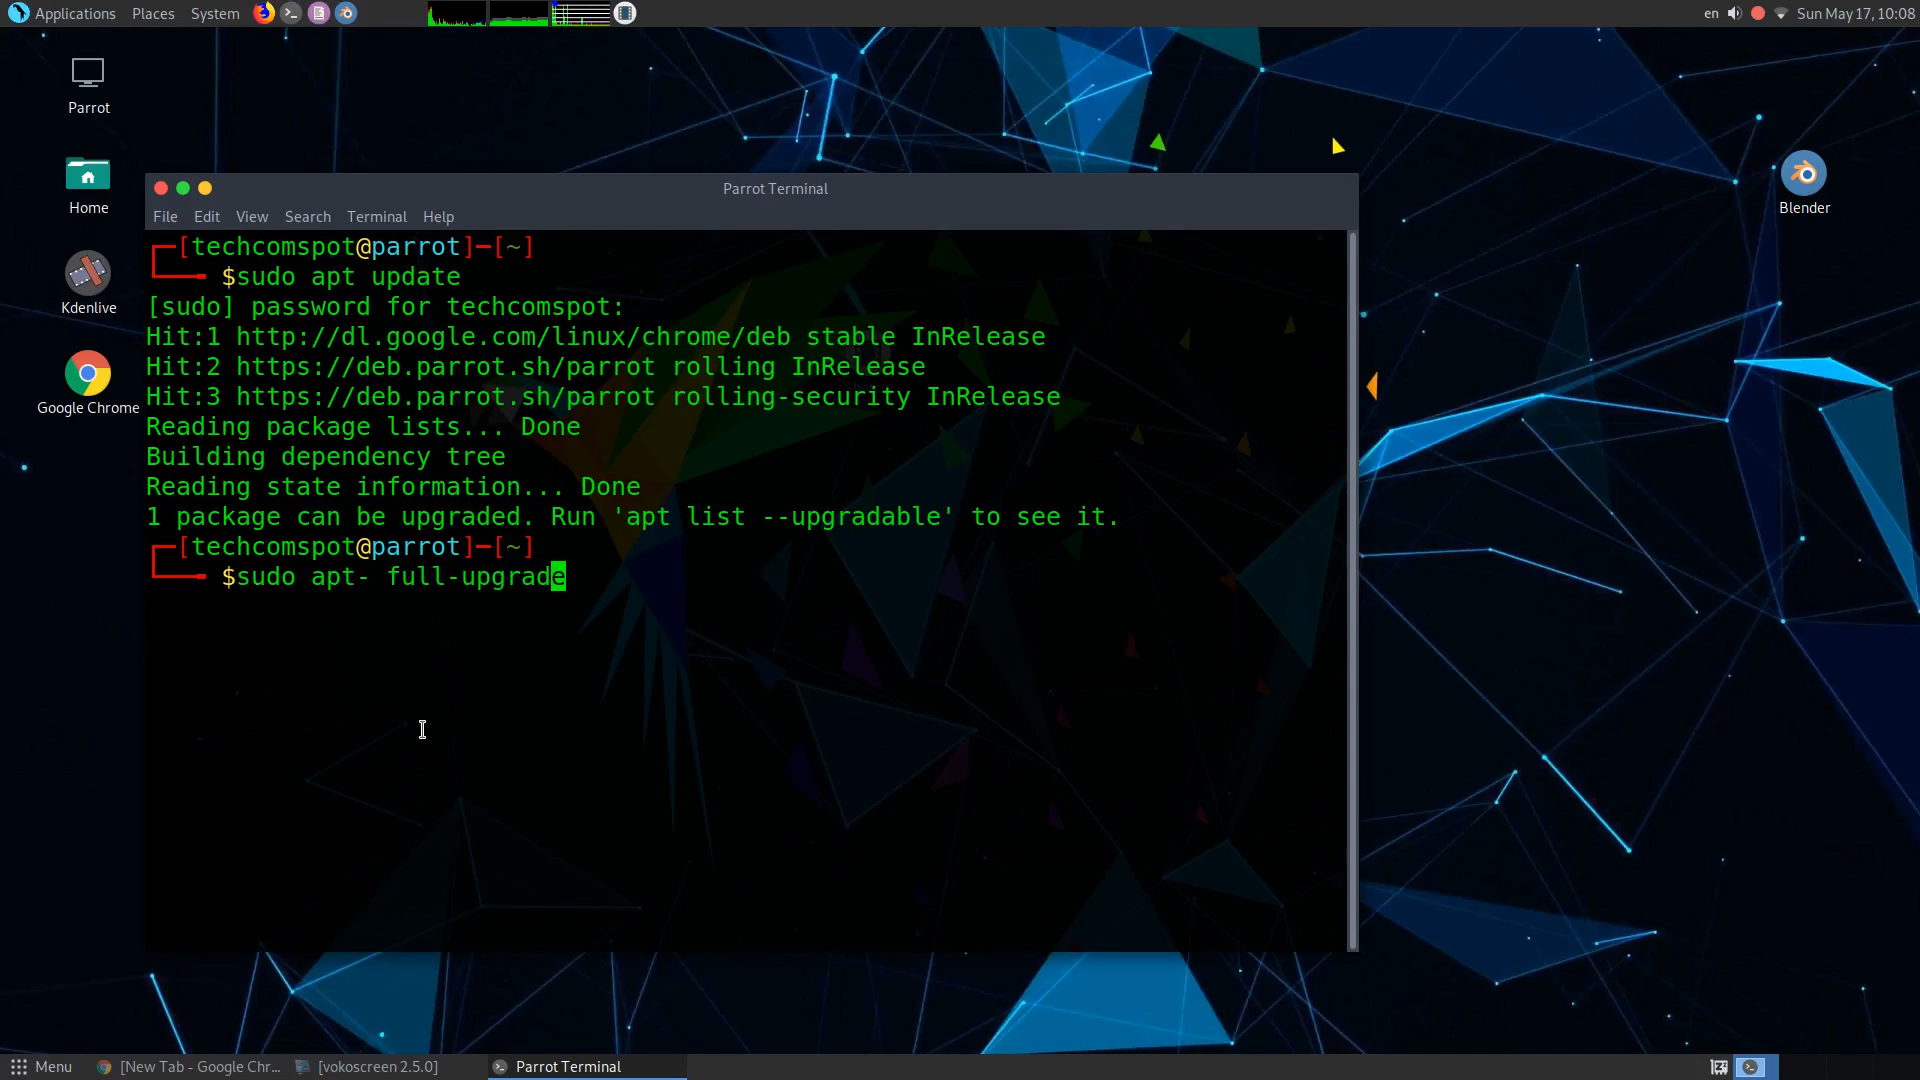 Applications Places System
en Sun May 17, 10:08
Parrot
Home
Kdenlive
Google Chrome
Blender
Parrot Terminal
File Edit View Search Terminal Help
┌─[techcomspot@parrot]─[~]
└──╼ $sudo apt update
[sudo] password for techcomspot:
Hit:1 http://dl.google.com/linux/chrome/deb stable InRelease
Hit:2 https://deb.parrot.sh/parrot rolling InRelease
Hit:3 https://deb.parrot.sh/parrot rolling-security InRelease
Reading package lists... Done
Building dependency tree
Reading state information... Done
1 package can be upgraded. Run 'apt list --upgradable' to see it.
┌─[techcomspot@parrot]─[~]
└──╼ $sudo apt- full-upgrade
Menu [New Tab - Google Chr... [vokoscreen 2.5.0] Parrot Terminal